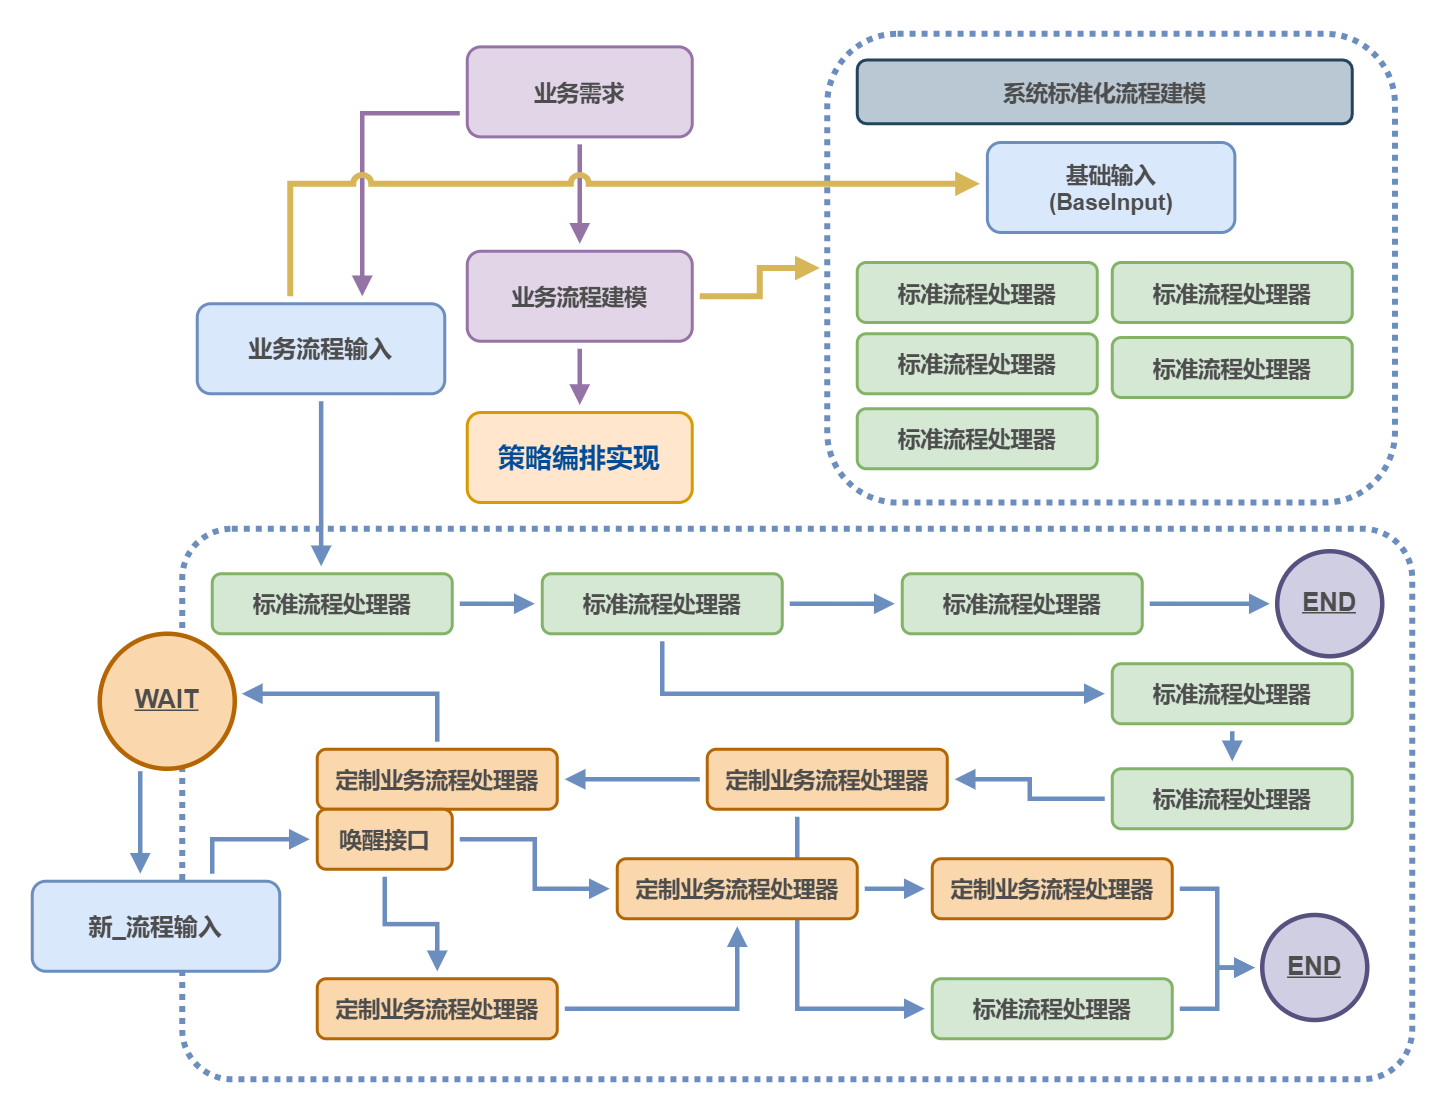 业务需求
系统标准化流程建模
基础输入
(BaseInput)
业务流程建模
标准流程处理器
标准流程处理器
业务流程输入
标准流程处理器
标准流程处理器
策略编排实现
标准流程处理器
标准流程处理器
标准流程处理器
标准流程处理器
END
WAIT
标准流程处理器
定制业务流程处理器
定制业务流程处理器
标准流程处理器
唤醒接口
定制业务流程处理器
定制业务流程处理器
新_流程输入
END
定制业务流程处理器
标准流程处理器